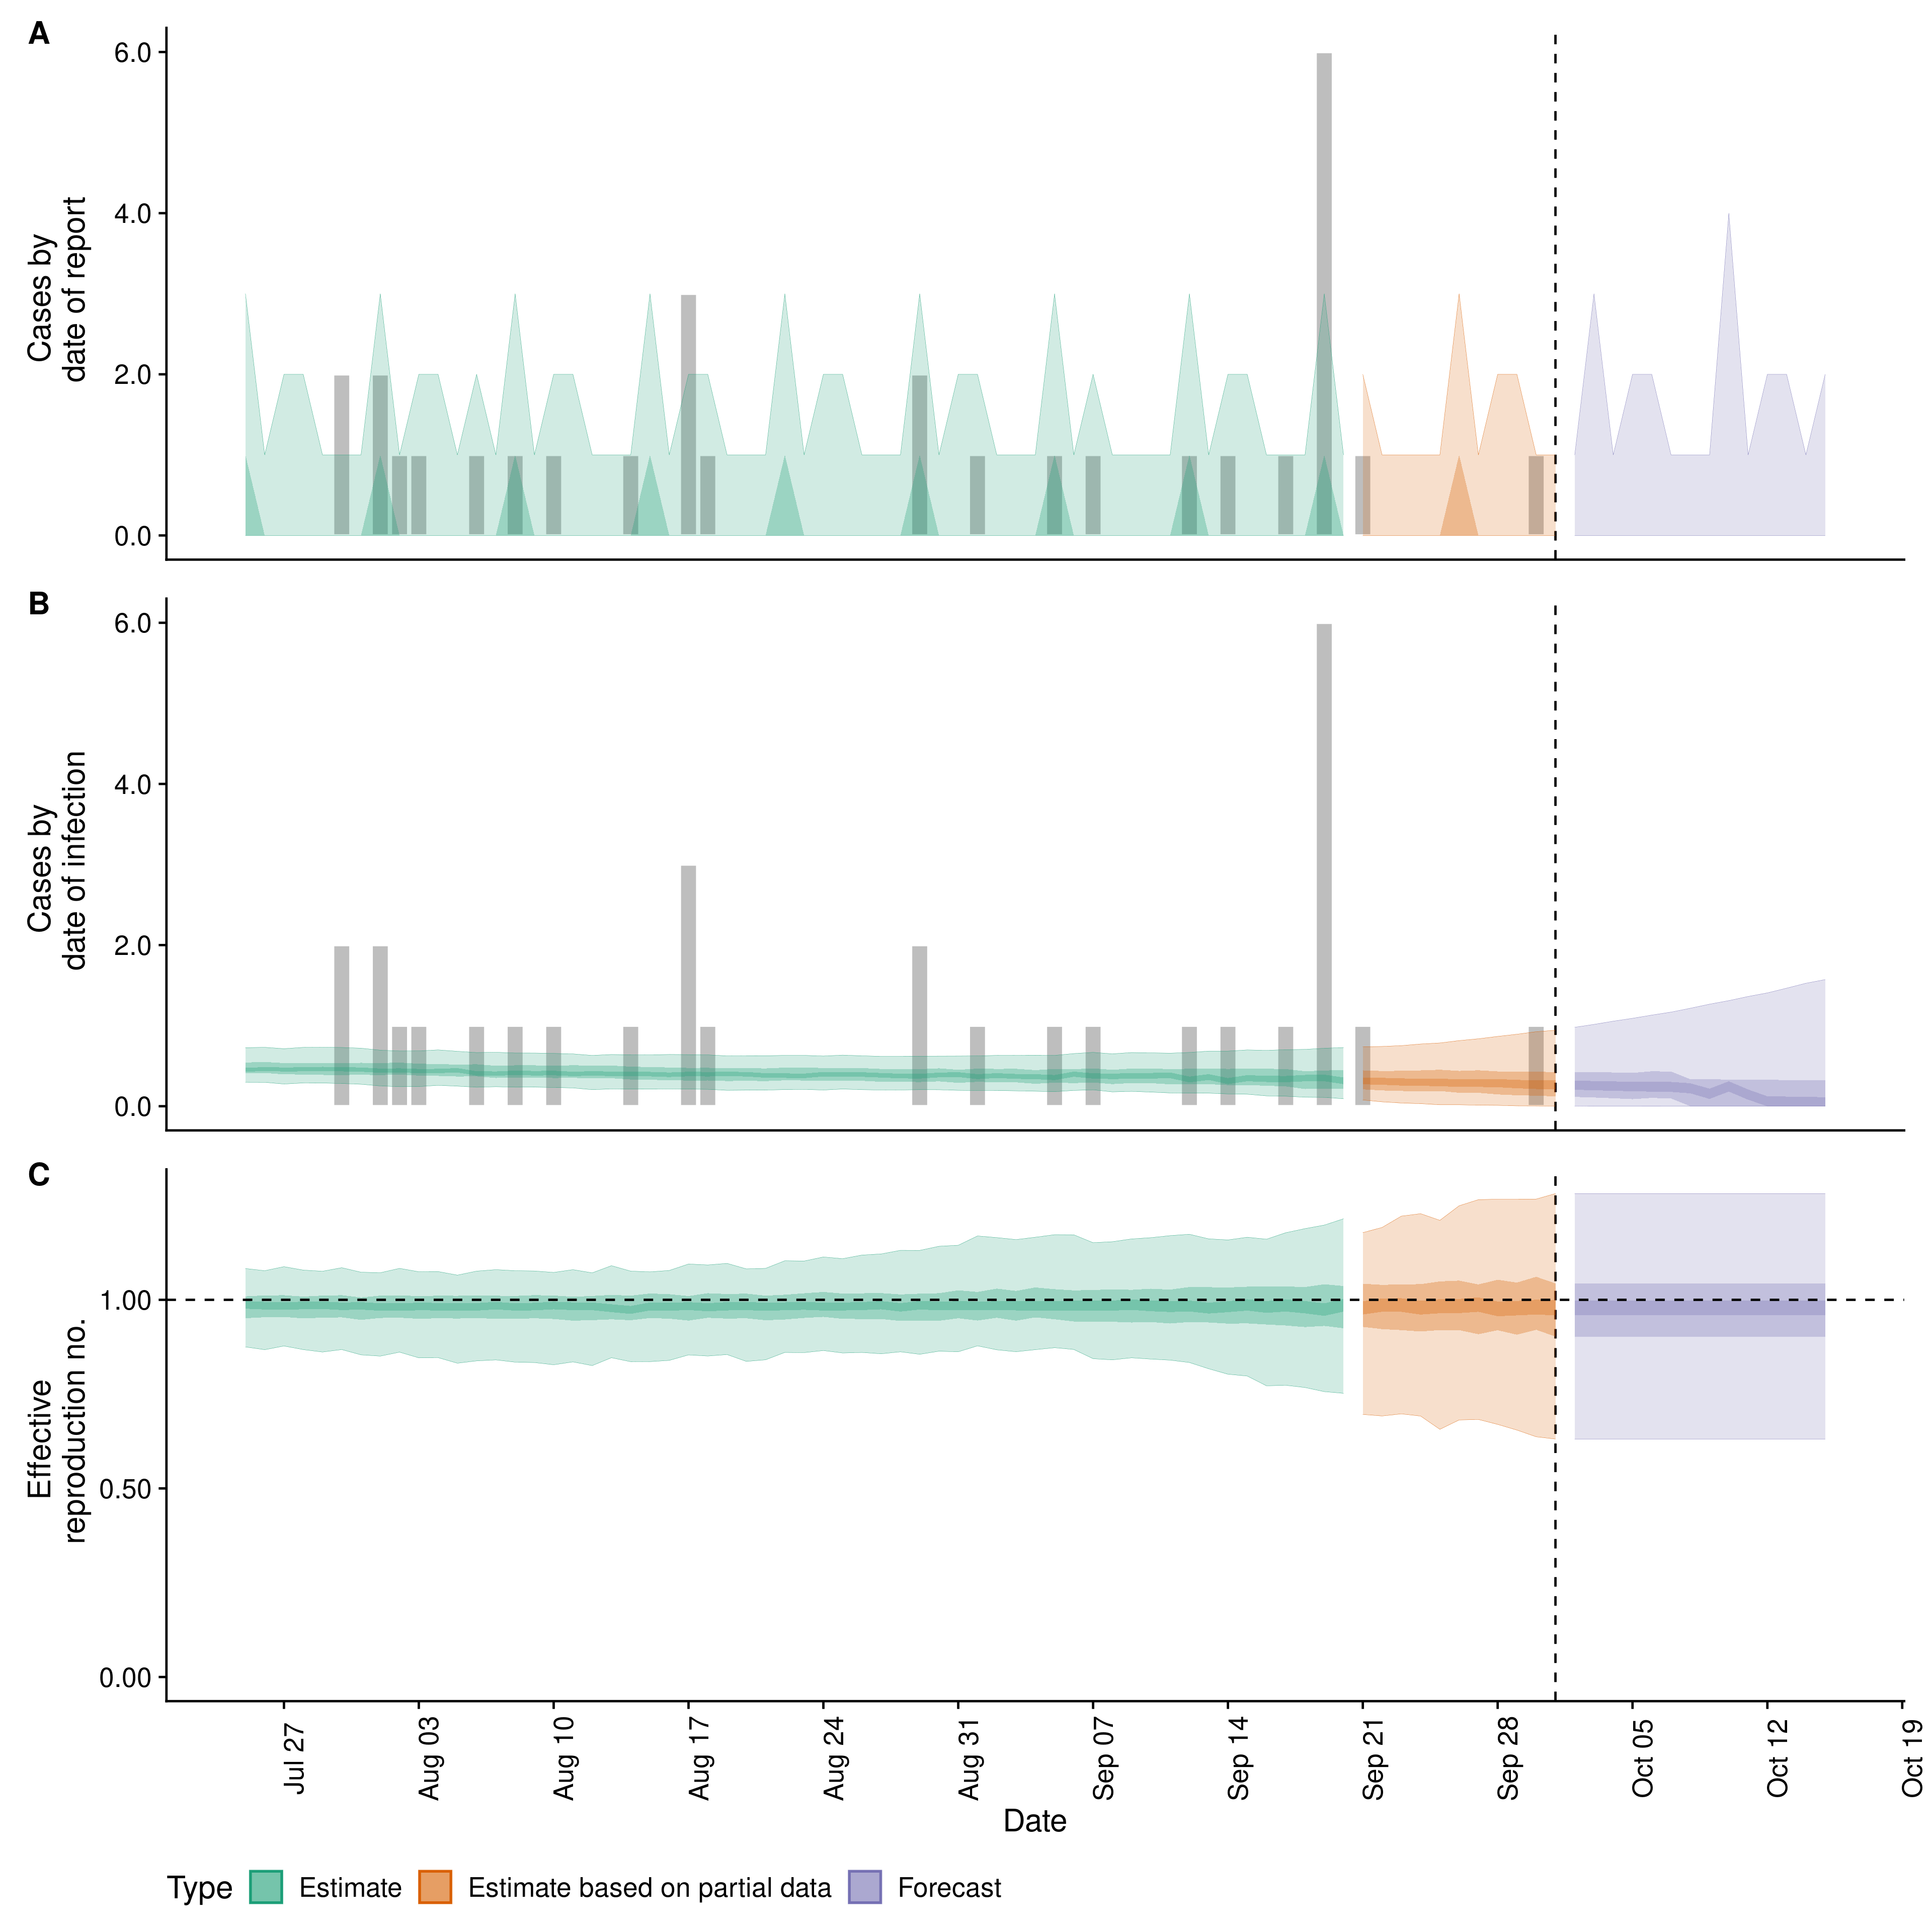 A
Cases by
date of report
6.0
4.0
2.0
0.0
B
Cases by
date of infection
6.0
4.0
2.0
0.0
C
Effective
reproduction no.
1.00
0.50
0.00
Jul 27
Aug 03
Aug 10
Aug 17
Aug 24
Aug 31
Sep 07
Sep 14
Sep 21
Sep 28
Oct 05
Oct 12
Oct 19
Date
Type Estimate Estimate based on partial data Forecast